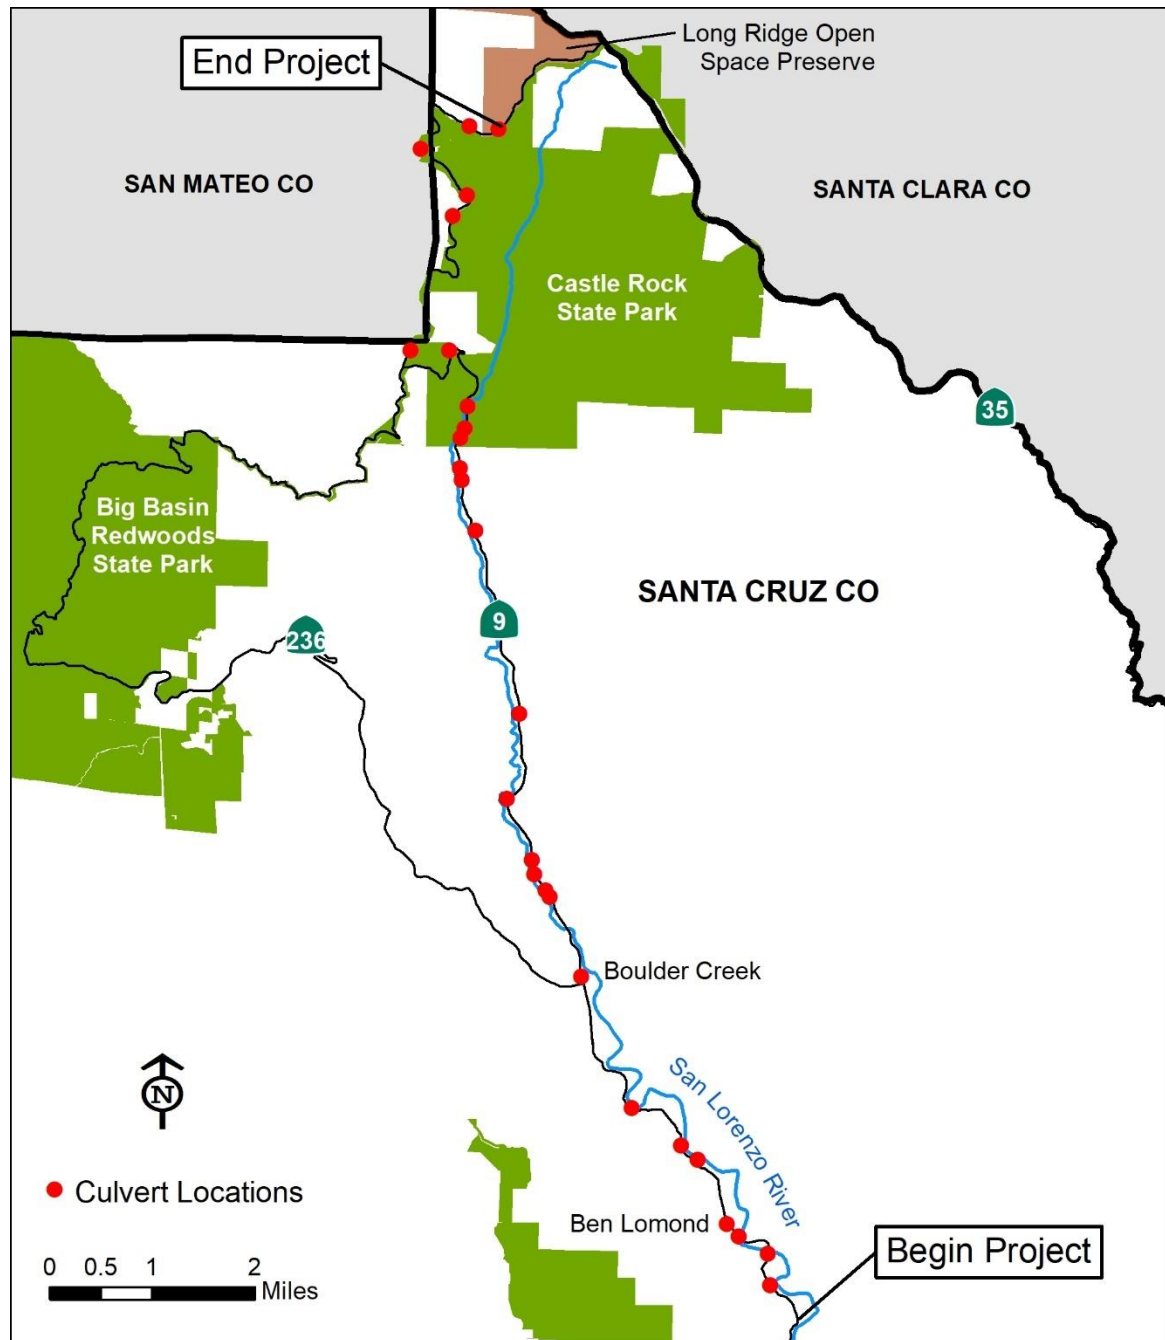 Long Ridge Open
Space Preserve
End Project
SAN MATEO CO
SANTA CLARA CO
Castle Rock
State Park
35
Big Basin
Redwoods
State Park
SANTA CRUZ CO
9
236
Boulder Creek
N
San Lorenzo River
Culvert Locations
Ben Lomond
Begin Project
0 0.5 1 2
Miles